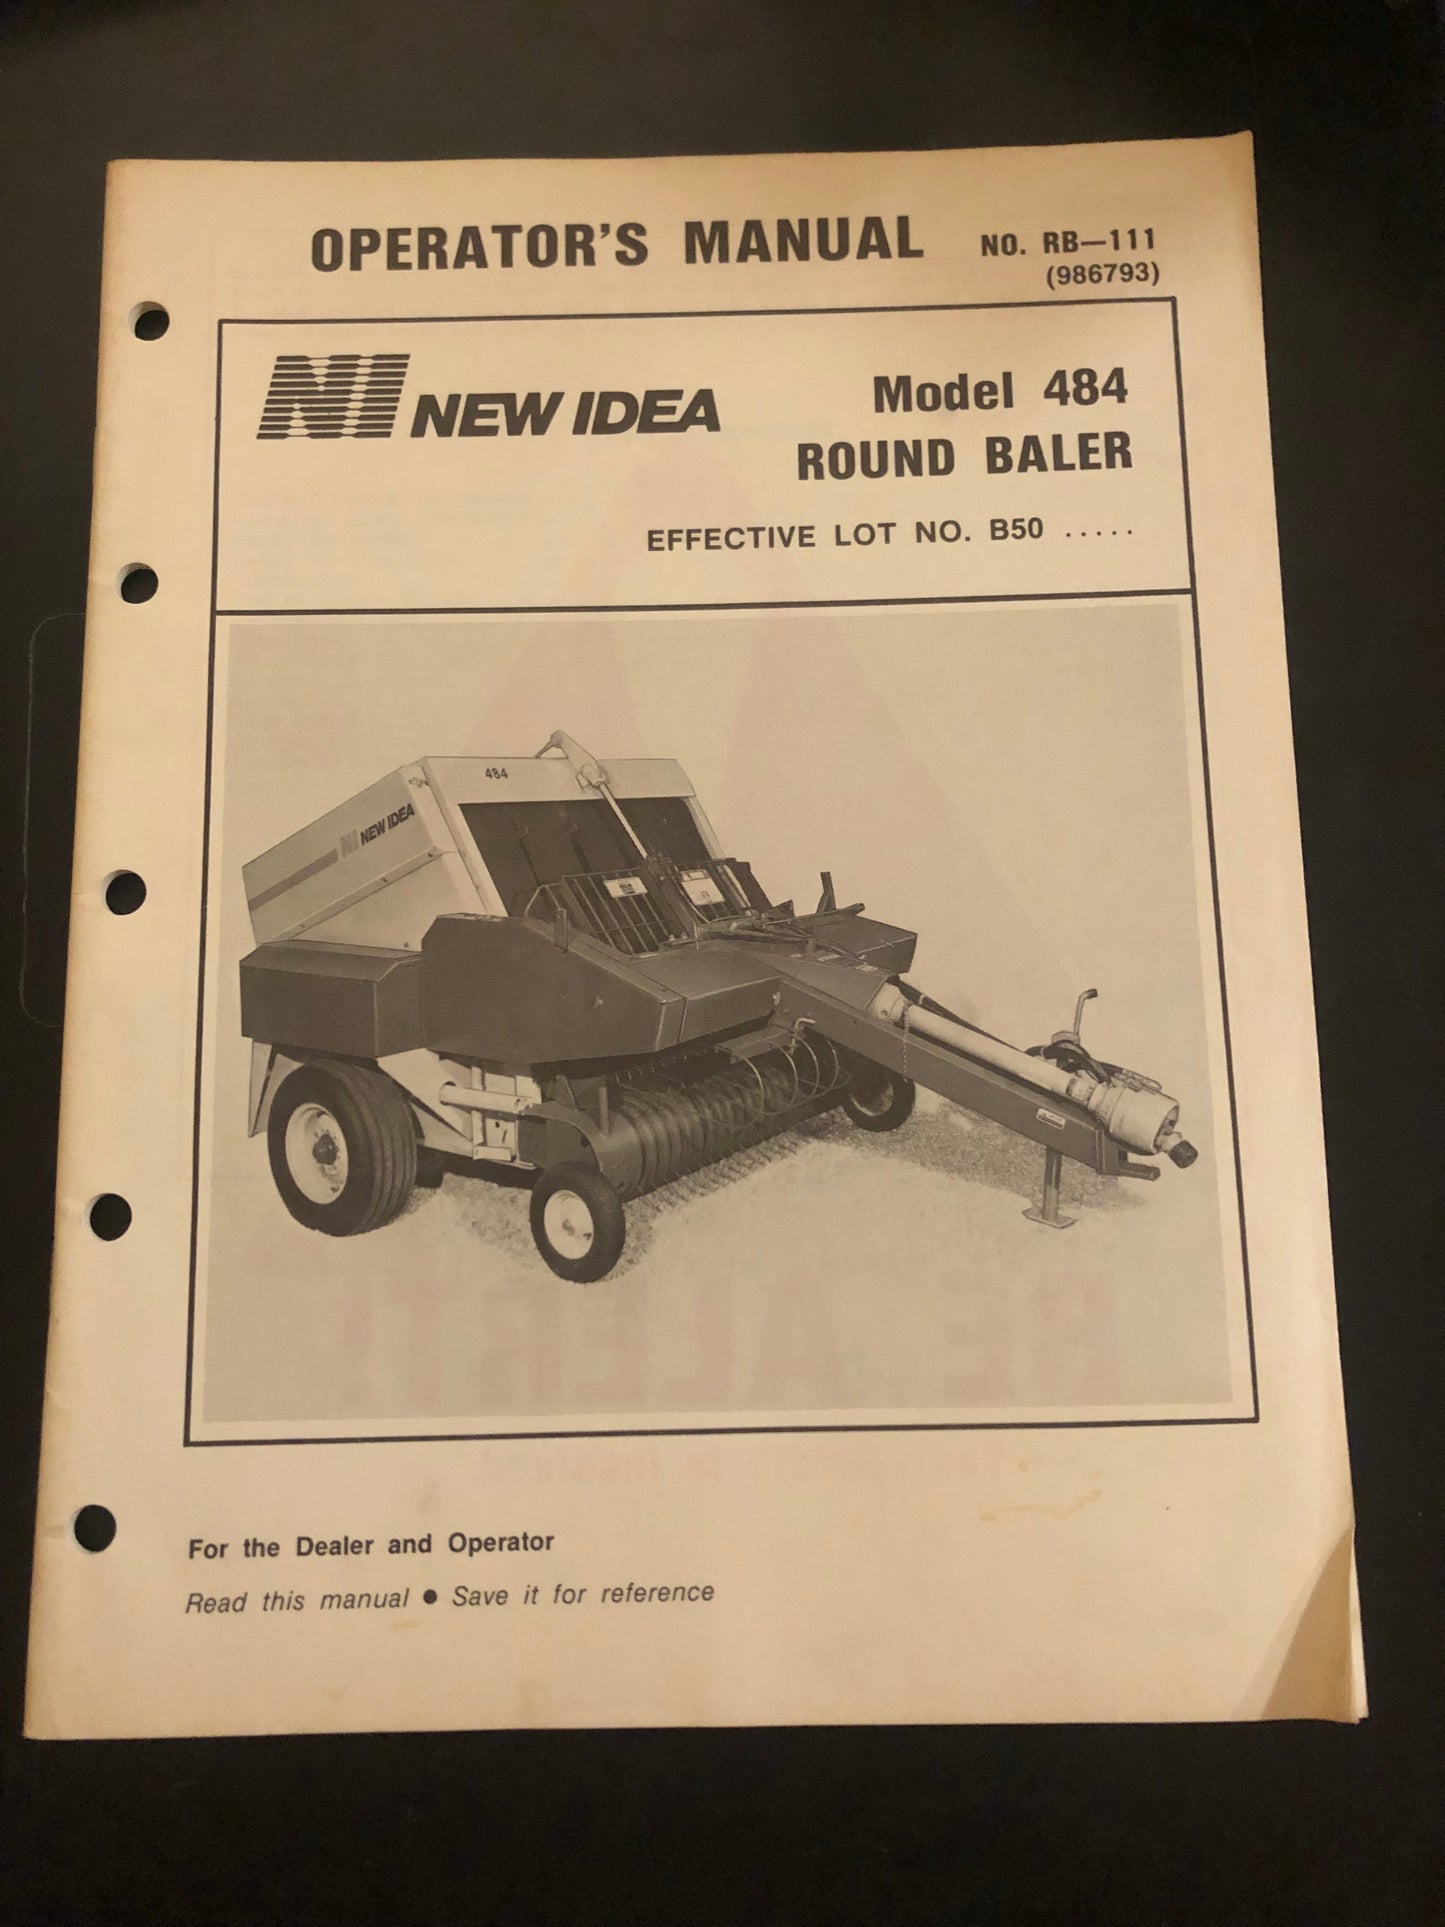 OPERATOR'S MANUAL NO. RB—111
(986793)
NEW IDEA
Model 484
ROUND BALER
EFFECTIVE LOT NO. B50 .....
484
NI NEW IDEA
For the Dealer and Operator
Read this manual ● Save it for reference